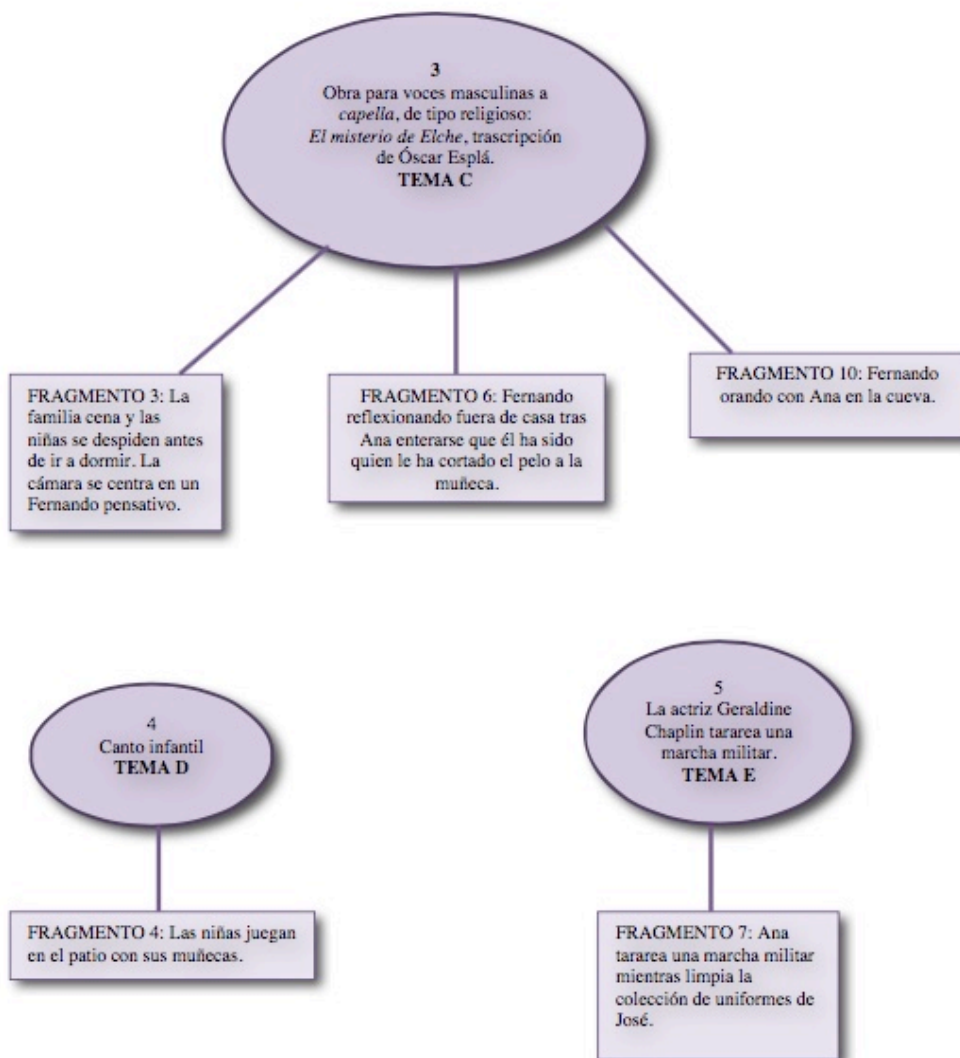 3
Obra para voces masculinas a
capella, de tipo religioso:
El misterio de Elche, trascripción
de Óscar Esplá.
TEMA C
FRAGMENTO 3: La
familia cena y las
niñas se despiden antes
de ir a dormir. La
cámara se centra en un
Fernando pensativo.
FRAGMENTO 6: Fernando
reflexionando fuera de casa tras
Ana enterarse que él ha sido
quien le ha cortado el pelo a la
muñeca.
FRAGMENTO 10: Fernando
orando con Ana en la cueva.
4
Canto infantil
TEMA D
5
La actriz Geraldine
Chaplin tararea una
marcha militar.
TEMA E
FRAGMENTO 4: Las niñas juegan
en el patio con sus muñecas.
FRAGMENTO 7: Ana
tararea una marcha militar
mientras limpia la
colección de uniformes de
José.